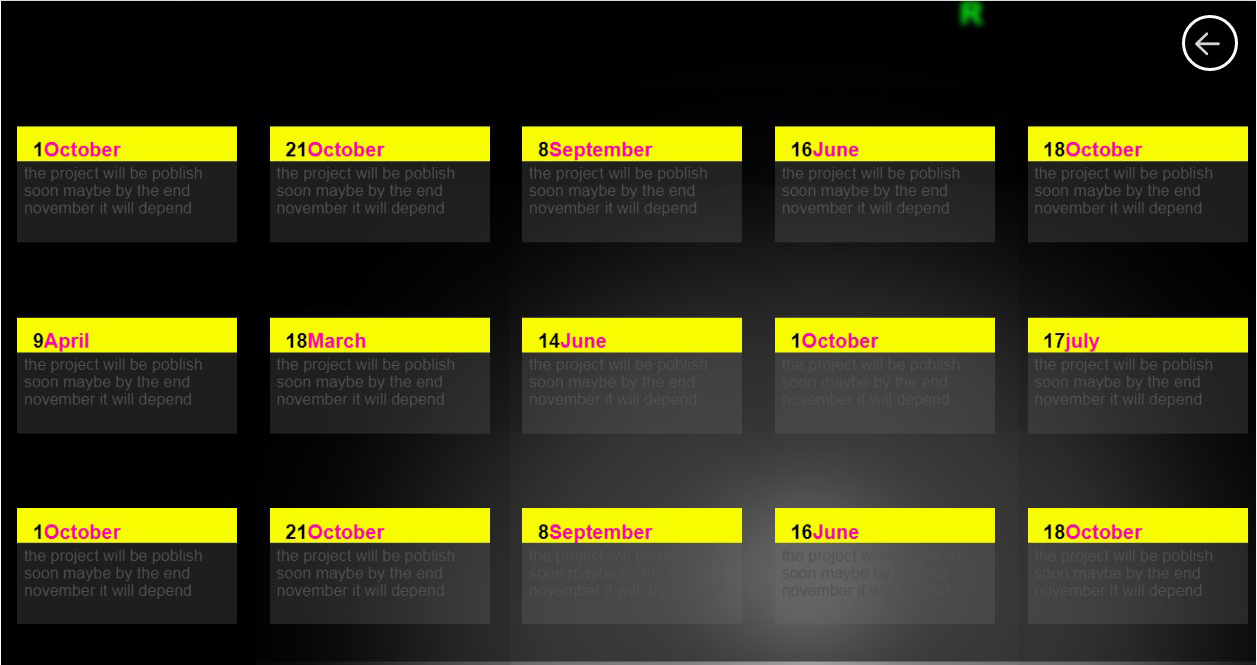 R
1October
the project will be poblish
soon maybe by the end
november it will depend
21October
the project will be poblish
soon maybe by the end
november it will depend
8September
the project will be poblish
soon maybe by the end
november it will depend
16June
the project will be poblish
soon maybe by the end
november it will depend
18October
the project will be poblish
soon maybe by the end
november it will depend
9April
the project will be poblish
soon maybe by the end
november it will depend
18March
the project will be poblish
soon maybe by the end
november it will depend
14June
the project will be poblish
soon maybe by the end
november it will depend
1October
the project will be poblish
soon maybe by the end
november it will depend
17july
the project will be poblish
soon maybe by the end
november it will depend
1October
the project will be poblish
soon maybe by the end
november it will depend
21October
the project will be poblish
soon maybe by the end
november it will depend
8September
the project will be
soon maybe by the
november it will
16June
the project will
soon maybe by
november it
18October
the project will be poblish
soon maybe by the end
november it will depend